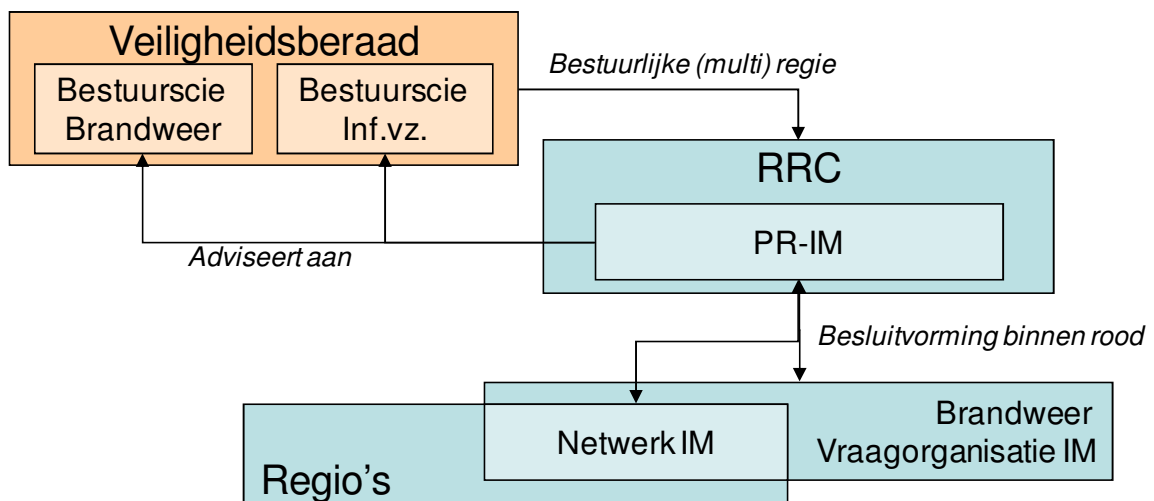 Veiligheidsberaad
Bestuurscie
Brandweer
Bestuurscie
Inf.vz.
Bestuurlijke (multi) regie
RRC
PR-IM
Adviseert aan
Besluitvorming binnen rood
Brandweer
Vraagorganisatie IM
Netwerk IM
Regio's